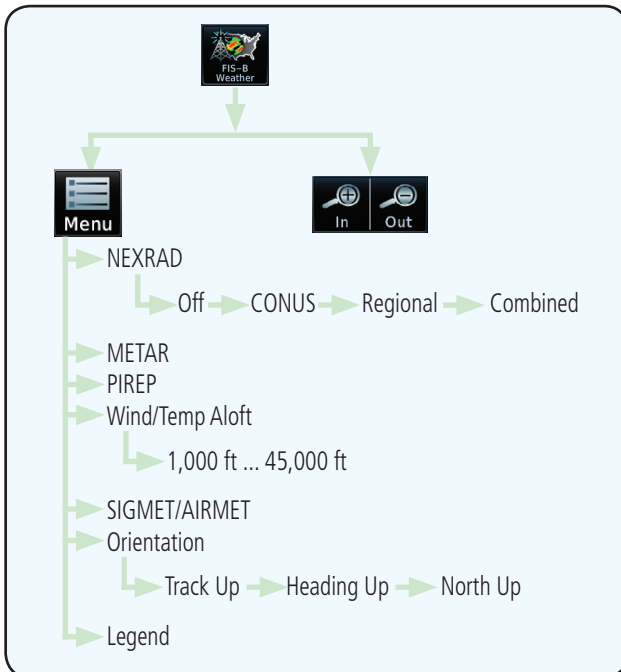 FIS-B
Weather
Menu
In Out
NEXRAD
Off CONUS Regional Combined
METAR
PIREP
Wind/Temp Aloft
1,000 ft ... 45,000 ft
SIGMET/AIRMET
Orientation
Track Up Heading Up North Up
Legend